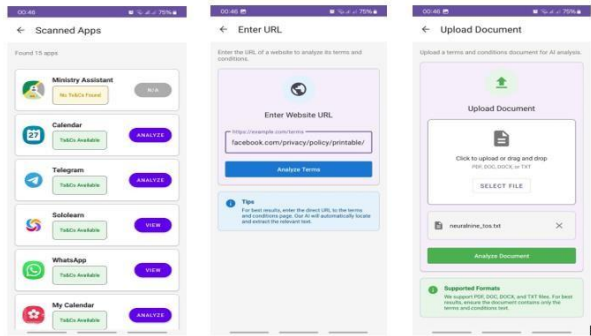 00:46
75%
Scanned Apps
Found 15 apps
Ministry Assistant
No Ts&Cs Found
N/A
Calendar
Ts&Cs Available
ANALYZE
Telegram
Ts&Cs Available
ANALYZE
Sololearn
Ts&Cs Available
VIEW
WhatsApp
Ts&Cs Available
VIEW
My Calendar
Ts&Cs Available
ANALYZE
00:46
75%
Enter URL
Enter the URL of a website to analyze its terms and
conditions.
Enter Website URL
https://example.com/terms
facebook.com/privacy/policy/printable/
Analyze Terms
Tips
For best results, enter the direct URL to the terms
and conditions page. Our AI will automatically locate
and extract the relevant text.
00:46
75%
Upload Document
Upload a terms and conditions document for AI analysis.
Upload Document
Click to upload or drag and drop
PDF, DOC, DOCX, or TXT
SELECT FILE
neuralnine_tos.txt
Analyze Document
Supported Formats
We support PDF, DOC, DOCX, and TXT files. For best
results, ensure the document contains only the
terms and conditions text.